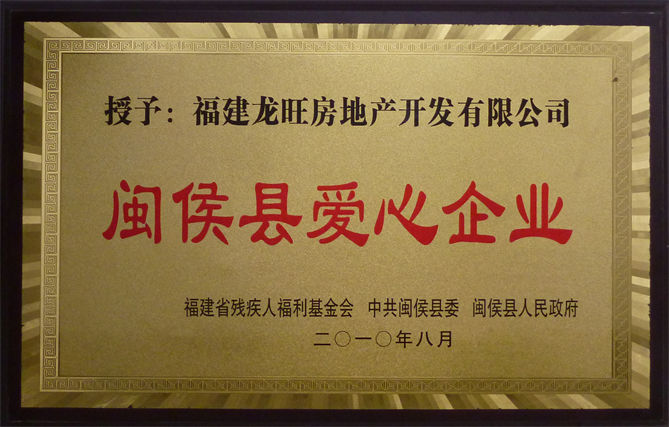 授予：福建龙旺房地产开发有限公司
闽侯县爱心企业
福建省残疾人福利基金会 中共闽侯县委 闽侯县人民政府
二〇一〇年八月